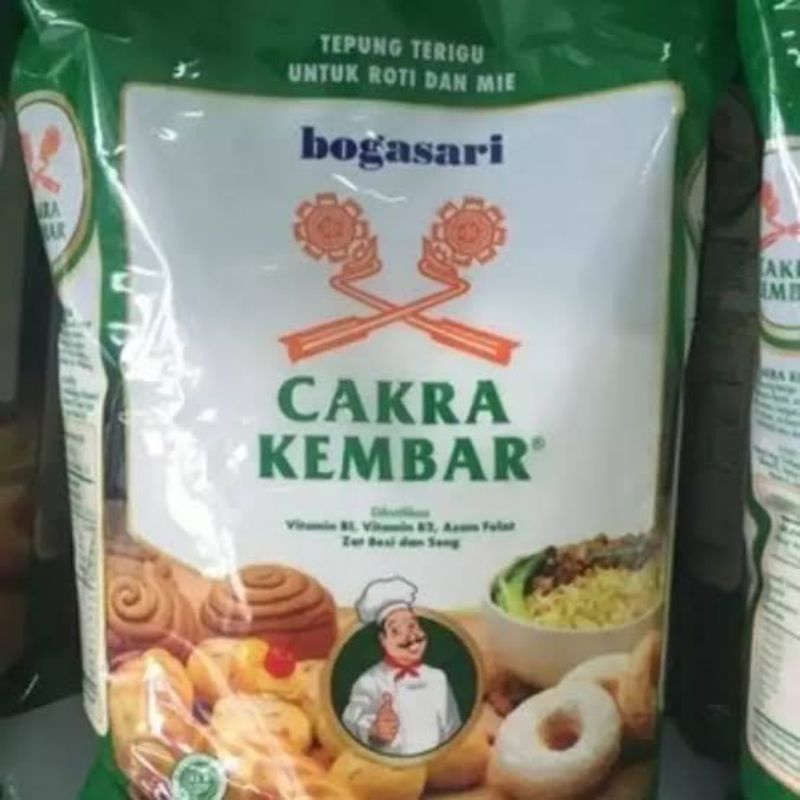 TEPUNG TERIGU
UNTUK ROTI DAN MIE
bogasari
CAKRA
KEMBAR®
Difortifikasi
Vitamin B1, Vitamin B2, Asam Folat
Zat Besi dan Seng